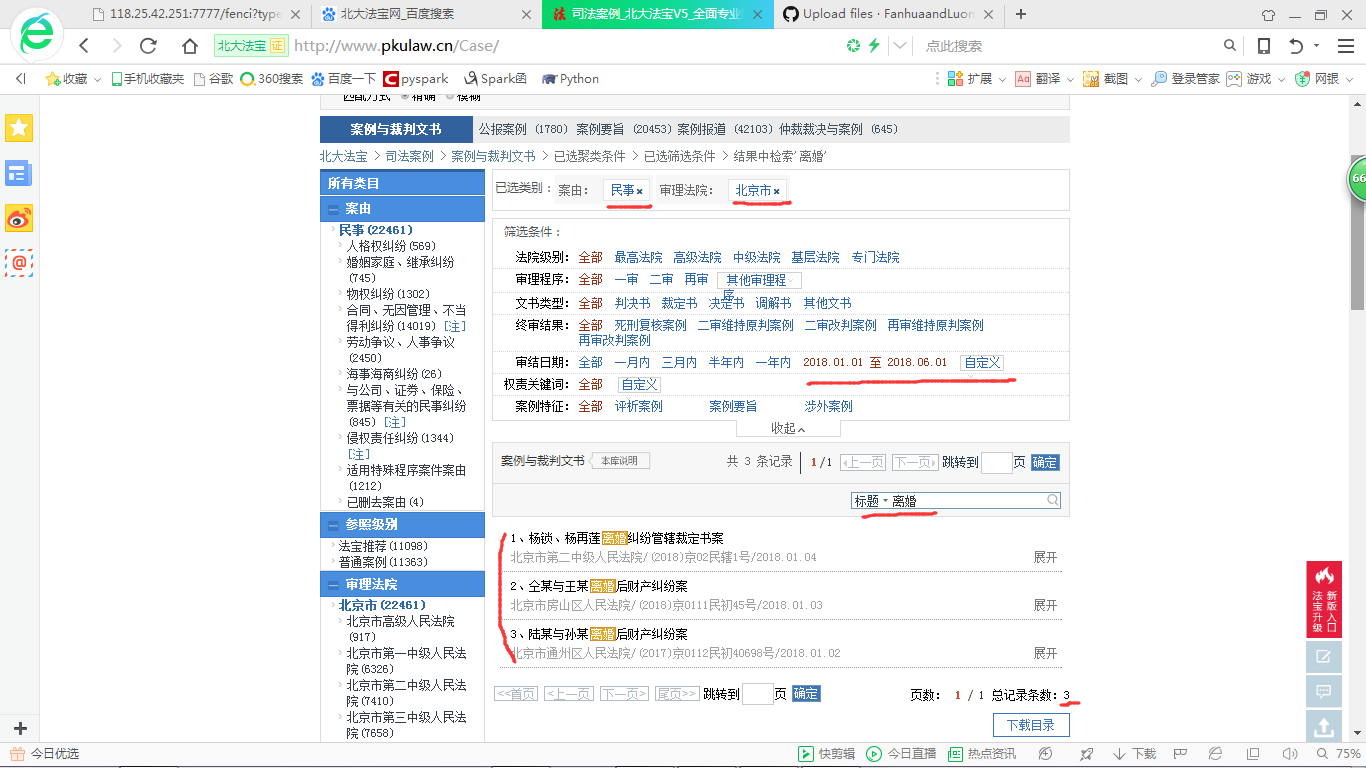 118.25.42.251:7777/fenci?type
北大法宝网_百度搜索
司法案例_北大法宝V5_全面专业
Upload files · FanhuaandLuon
北大法宝 证 http://www.pkulaw.cn/Case/
点此搜索
收藏 手机收藏夹 谷歌 360搜索 百度一下 pyspark Spark函 Python
扩展 翻译 截图 登录管家 游戏 网银
匹配方式 精确 模糊
案例与裁判文书 公报案例 (1780) 案例要旨 (20453) 案例报道 (42103) 仲裁裁决与案例 (645)
北大法宝 > 司法案例 > 案例与裁判文书 > 已选聚类条件 > 已选筛选条件 > 结果中检索'离婚'
所有类目
案由
民事 (22461)
人格权纠纷 (569)
婚姻家庭、继承纠纷
(745)
物权纠纷 (1302)
合同、无因管理、不当
得利纠纷 (14019) [注]
劳动争议、人事争议
(2450)
海事海商纠纷 (26)
与公司、证券、保险、
票据等有关的民事纠纷
(845) [注]
侵权责任纠纷 (1344)
[注]
适用特殊程序案件案由
(1212)
已删去案由 (4)
参照级别
法宝推荐 (11098)
普通案例 (11363)
审理法院
北京市 (22461)
北京市高级人民法院
(917)
北京市第一中级人民法
院 (6326)
北京市第二中级人民法
院 (7410)
北京市第三中级人民法
院 (7658)
已选类别： 案由： 民事 × 审理法院： 北京市 ×
筛选条件：
法院级别： 全部 最高法院 高级法院 中级法院 基层法院 专门法院
审理程序： 全部 一审 二审 再审 其他审理程
序
文书类型： 全部 判决书 裁定书 决定书 调解书 其他文书
终审结果： 全部 死刑复核案例 二审维持原判案例 二审改判案例 再审维持原判案例
再审改判案例
审结日期： 全部 一月内 三月内 半年内 一年内 2018.01.01 至 2018.06.01 自定义
权责关键词： 全部 自定义
案例特征： 全部 评析案例 案例要旨 涉外案例
收起
案例与裁判文书 本库说明 共 3 条记录 1 /1 上一页 下一页 跳转到 页 确定
标题 离婚
1、杨锁、杨再莲离婚纠纷管辖裁定书案
北京市第二中级人民法院/ (2018)京02民辖1号/2018.01.04 展开
2、仝某与王某离婚后财产纠纷案
北京市房山区人民法院/ (2018)京0111民初45号/2018.01.03 展开
3、陆某与孙某离婚后财产纠纷案
北京市通州区人民法院/ (2017)京0112民初40698号/2018.01.02 展开
<<首页 <上一页 下一页> 尾页>> 跳转到 页 确定 页数： 1 / 1 总记录条数：3
下载目录
66
新版入口
法宝升级
今日优选 快剪辑 今日直播 热点资讯 下载 75%